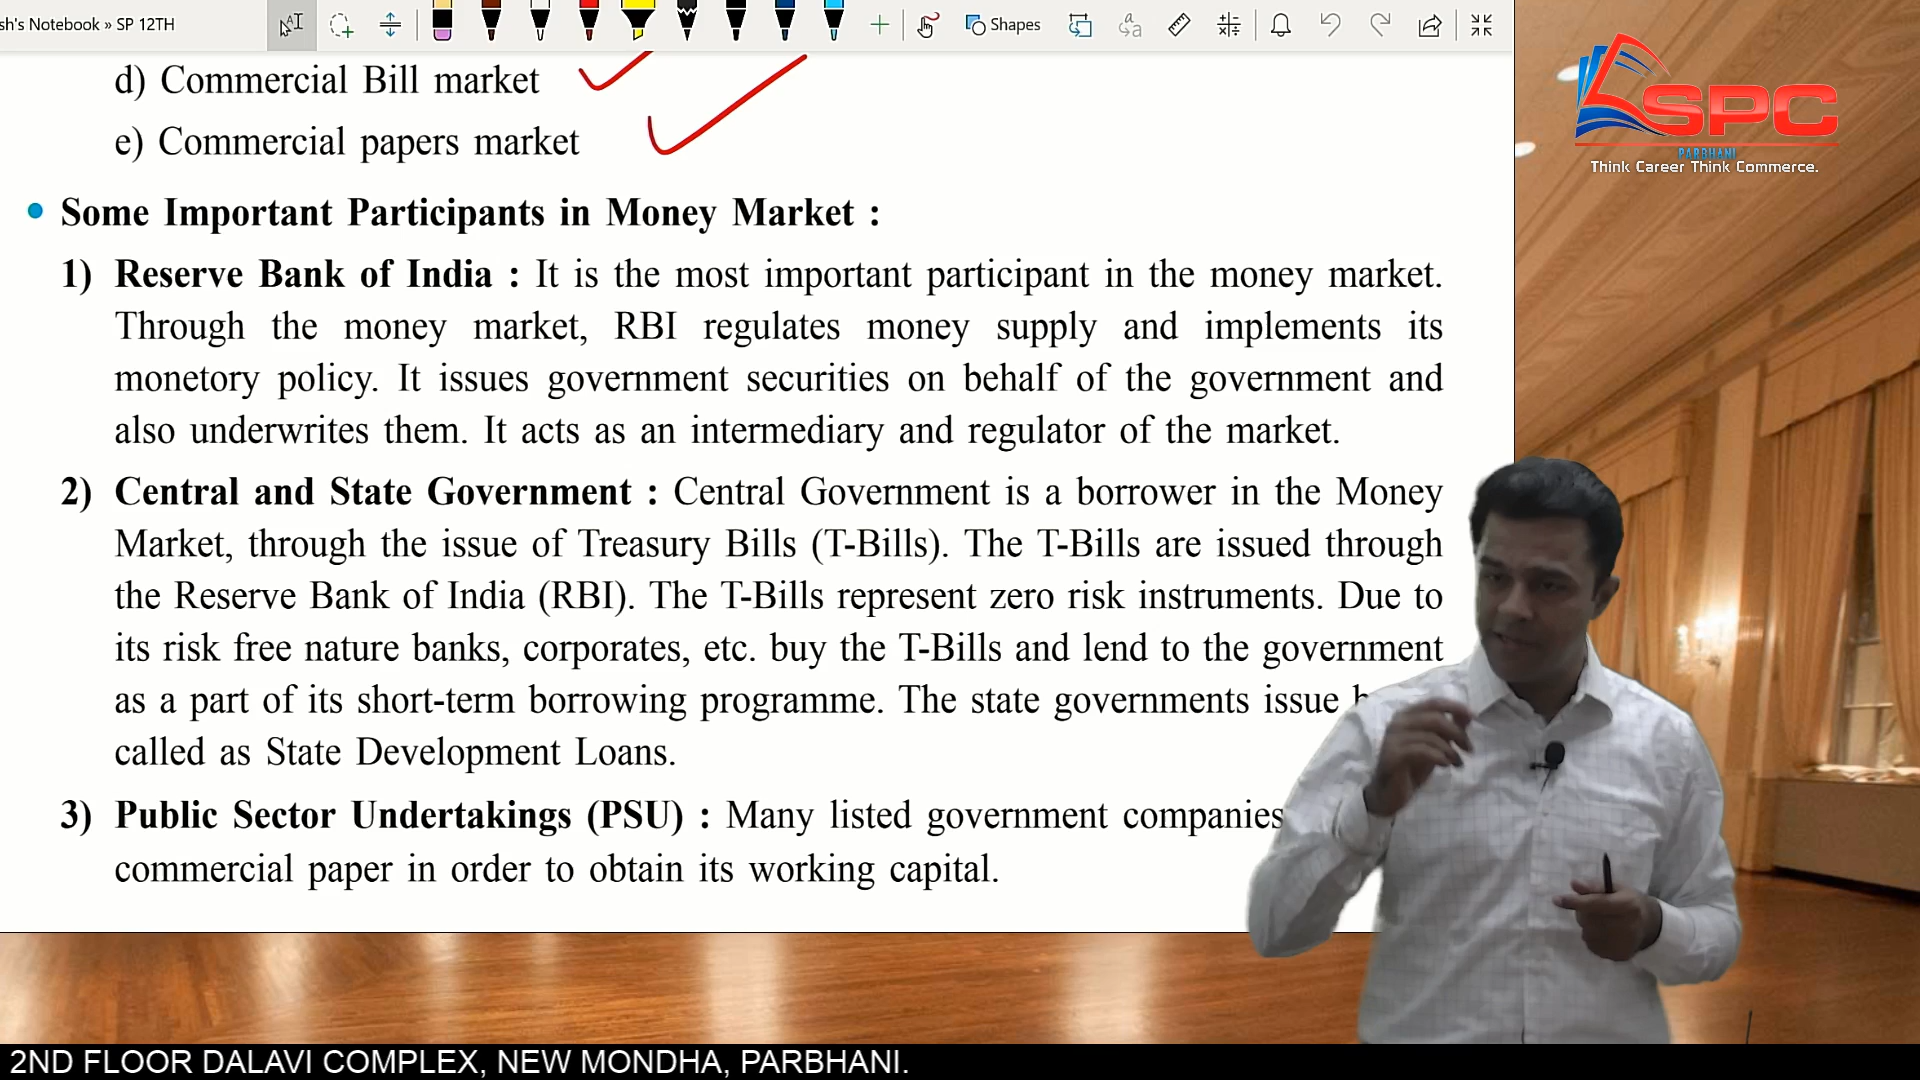 sh's Notebook » SP 12TH
Shapes
d) Commercial Bill market
e) Commercial papers market
SPC
PARBHANI
Think Career Think Commerce.
• Some Important Participants in Money Market :
1) Reserve Bank of India : It is the most important participant in the money market.
Through the money market, RBI regulates money supply and implements its
monetory policy. It issues government securities on behalf of the government and
also underwrites them. It acts as an intermediary and regulator of the market.
2) Central and State Government : Central Government is a borrower in the Money
Market, through the issue of Treasury Bills (T-Bills). The T-Bills are issued through
the Reserve Bank of India (RBI). The T-Bills represent zero risk instruments. Due to
its risk free nature banks, corporates, etc. buy the T-Bills and lend to the government
as a part of its short-term borrowing programme. The state governments issue
called as State Development Loans.
3) Public Sector Undertakings (PSU) : Many listed government companies
commercial paper in order to obtain its working capital.
2ND FLOOR DALAVI COMPLEX, NEW MONDHA, PARBHANI.